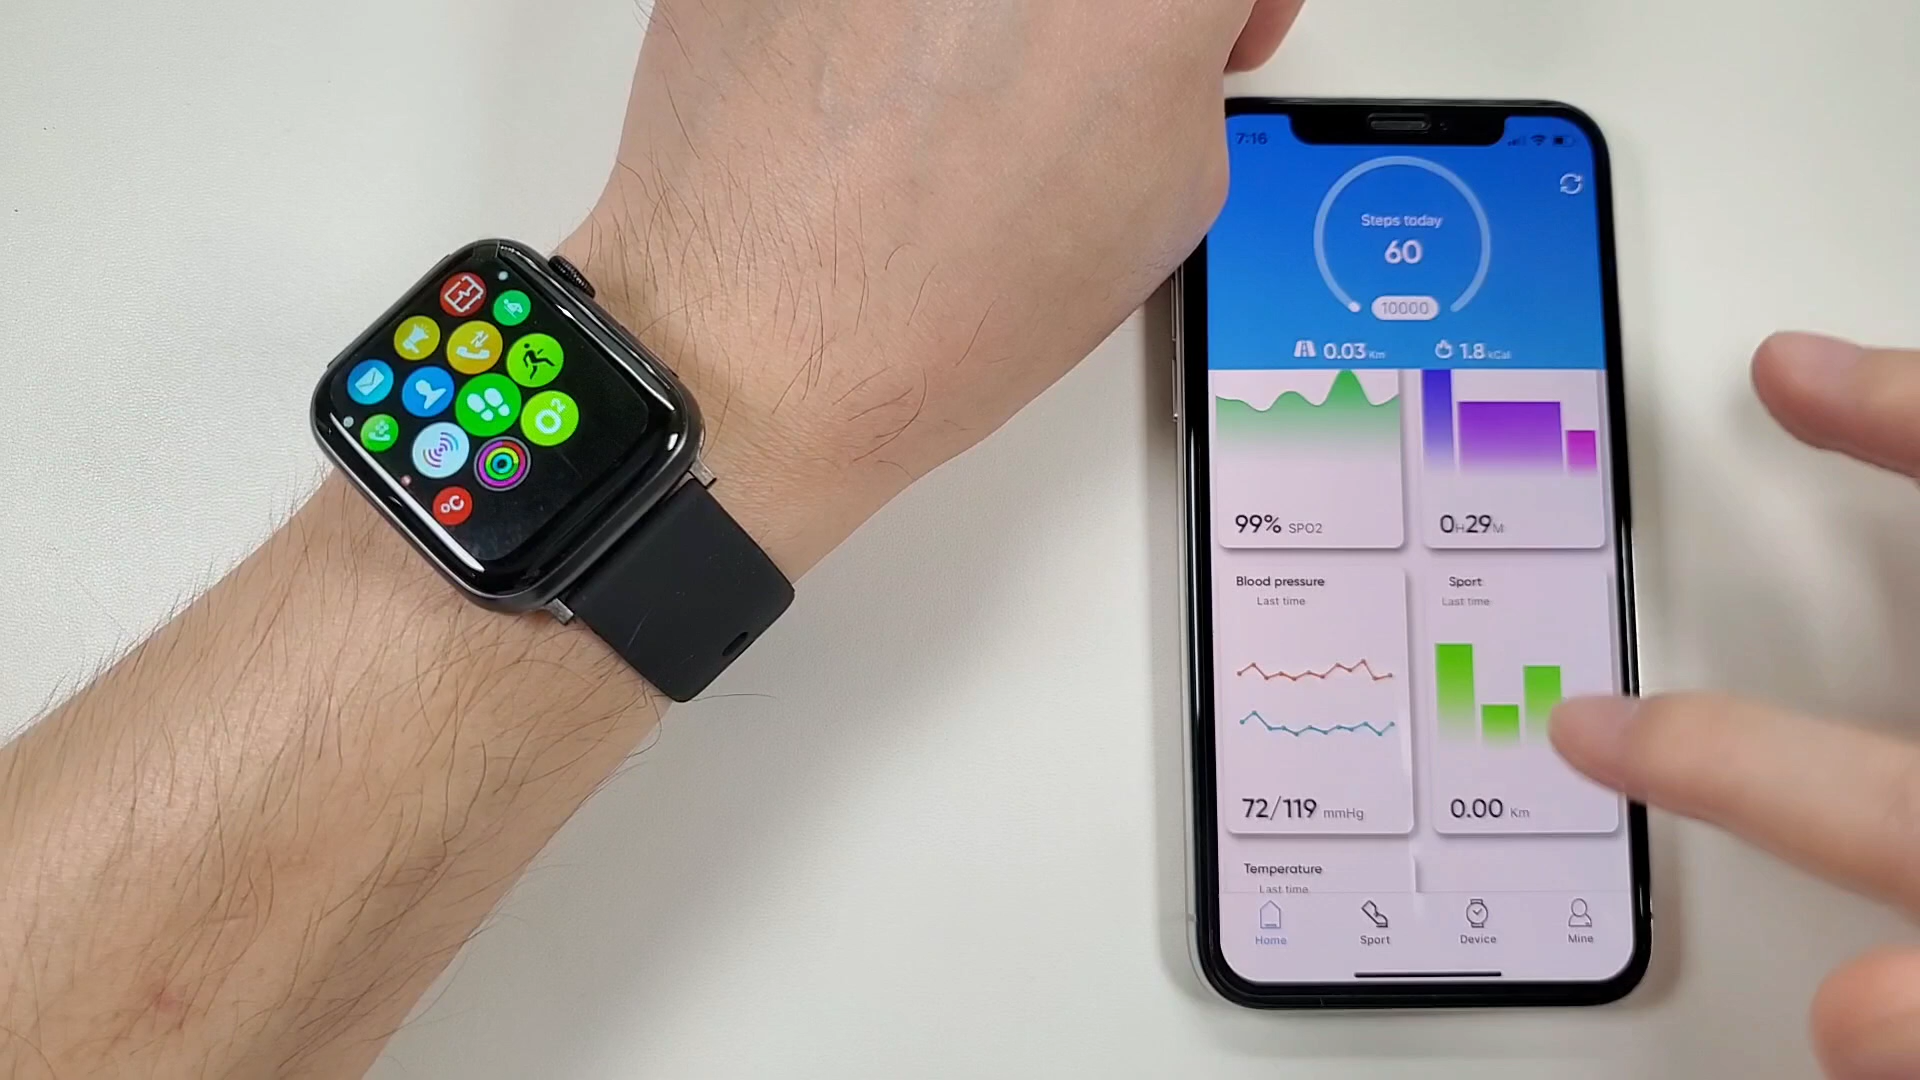 7:16
Steps today
60
10000
0.03 Km
1.8 kCal
99% SPO2
0H29M
Blood pressure
Last time
Sport
Last time
72/119 mmHg
0.00 Km
Temperature
Last time
Home
Sport
Device
Mine
O2
°C